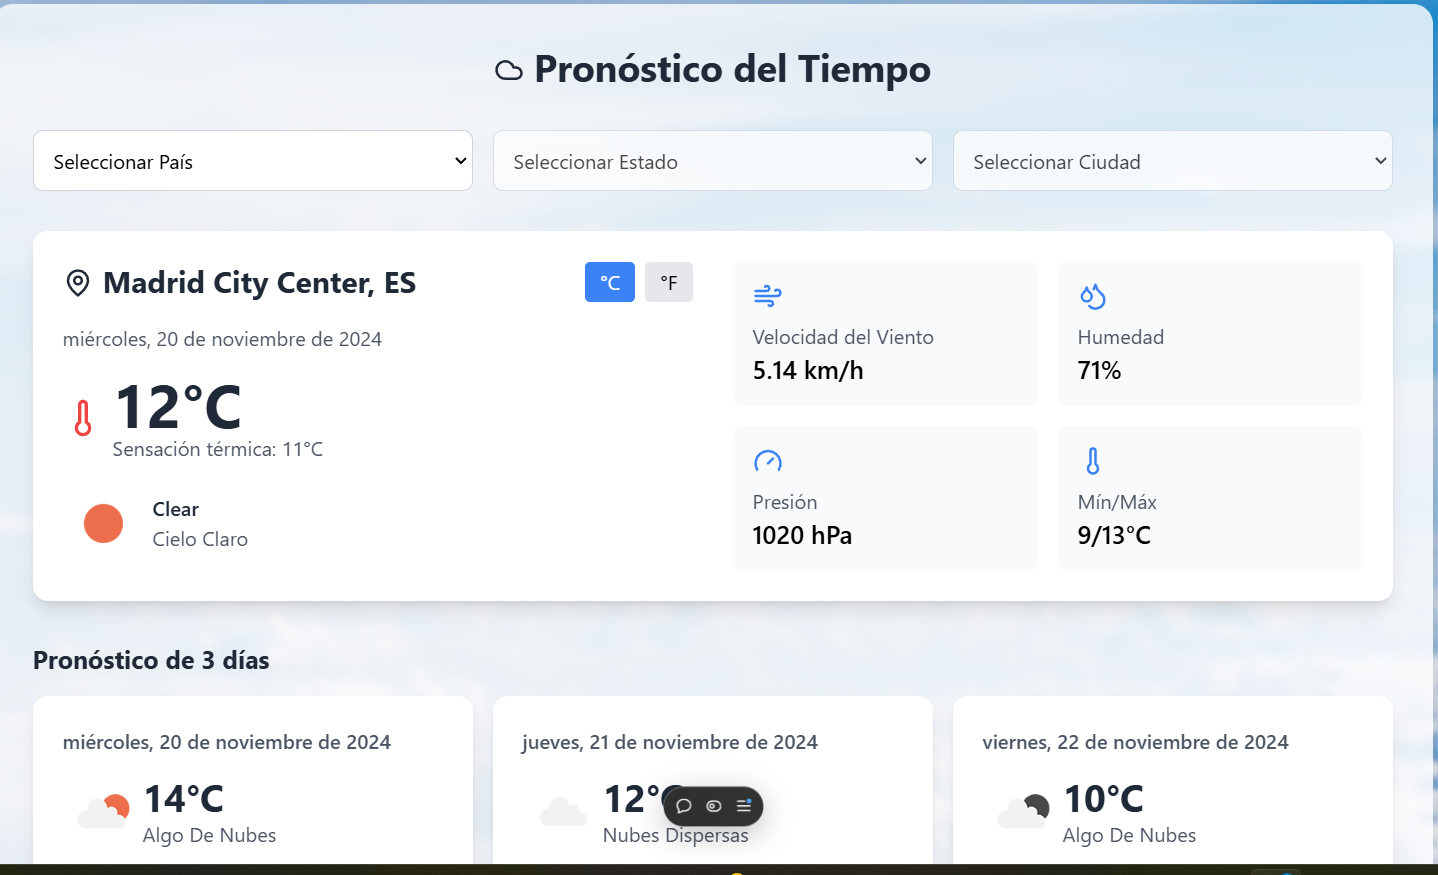 Pronóstico del Tiempo
Seleccionar País
Seleccionar Estado
Seleccionar Ciudad
Madrid City Center, ES
°C
°F
miércoles, 20 de noviembre de 2024
12°C
Sensación térmica: 11°C
Clear
Cielo Claro
Velocidad del Viento
5.14 km/h
Humedad
71%
Presión
1020 hPa
Mín/Máx
9/13°C
Pronóstico de 3 días
miércoles, 20 de noviembre de 2024
14°C
Algo De Nubes
jueves, 21 de noviembre de 2024
12°C
Nubes Dispersas
viernes, 22 de noviembre de 2024
10°C
Algo De Nubes